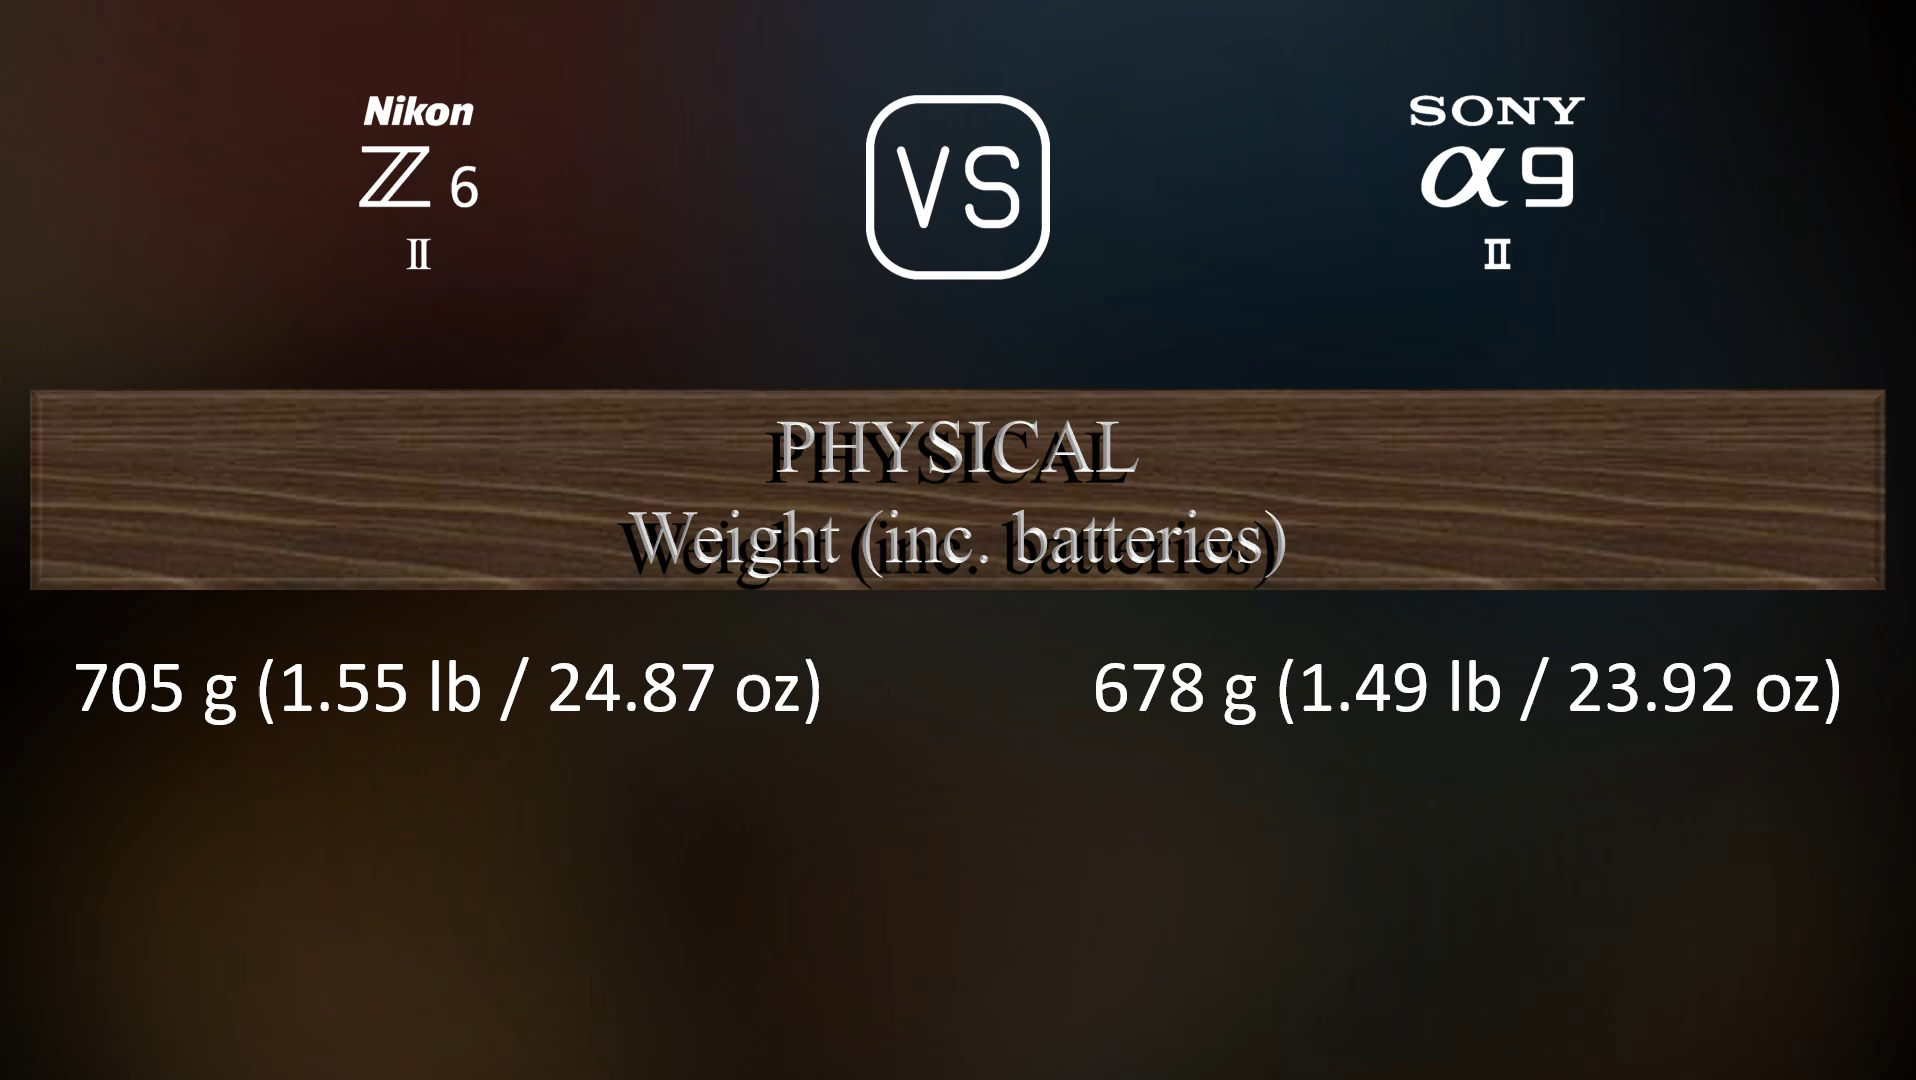 Nikon
Z 6
II
VS
SONY
α9
II
PHYSICAL
Weight (inc. batteries)
705 g (1.55 lb / 24.87 oz)
678 g (1.49 lb / 23.92 oz)